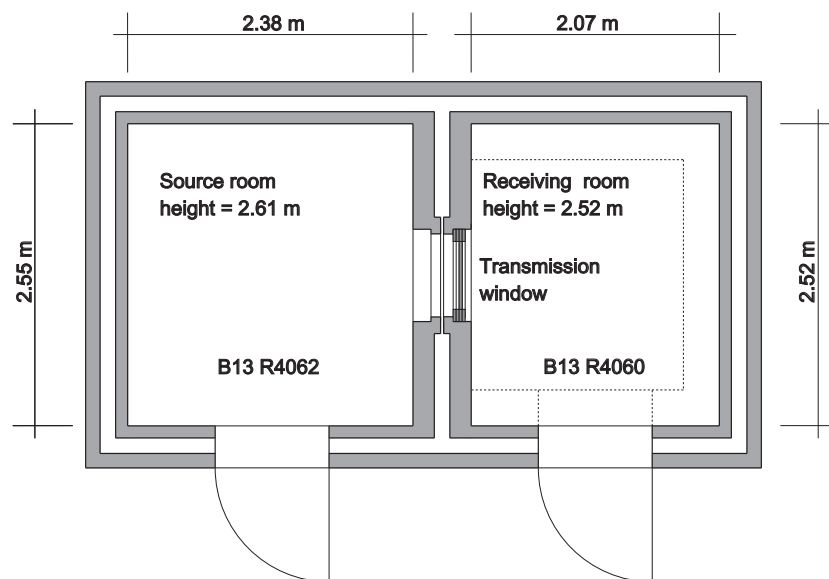 2.38 m
2.07 m
Source room
height = 2.61 m
Receiving room
height = 2.52 m
2.55 m
2.52 m
Transmission
window
B13 R4062
B13 R4060